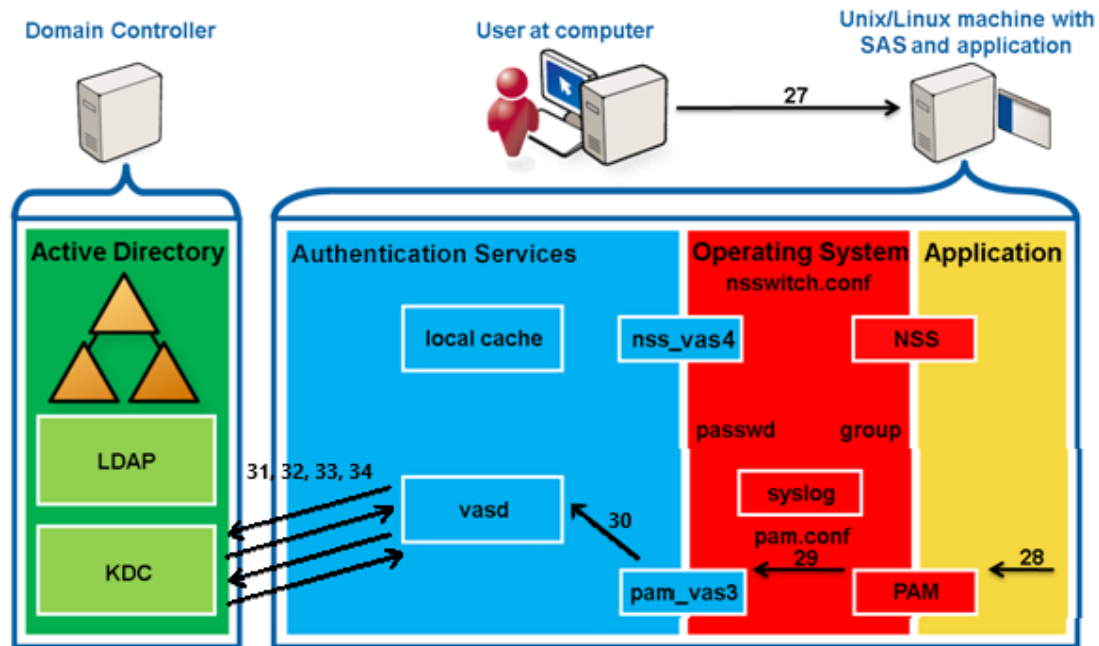 Domain Controller
User at computer
Unix/Linux machine with
SAS and application
27
Active Directory
Authentication Services
Operating System
nsswitch.conf
Application
local cache
nss_vas4
NSS
passwd
group
LDAP
31, 32, 33, 34
vasd
syslog
30
pam.conf
29
28
KDC
pam_vas3
PAM